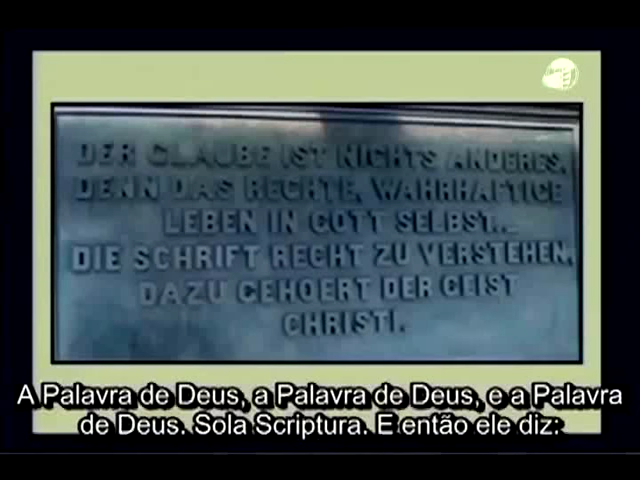 DER GLAUBE IST NICHTS ANDERES,
DENN DAS RECHTE, WAHRHAFTIGE
LEBEN IN GOTT SELBST.
DIE SCHRIFT RECHT ZU VERSTEHEN,
DAZU GEHOERT DER GEIST
CHRISTI.
A Palavra de Deus, a Palavra de Deus, e a Palavra
de Deus. Sola Scriptura. E então ele diz: